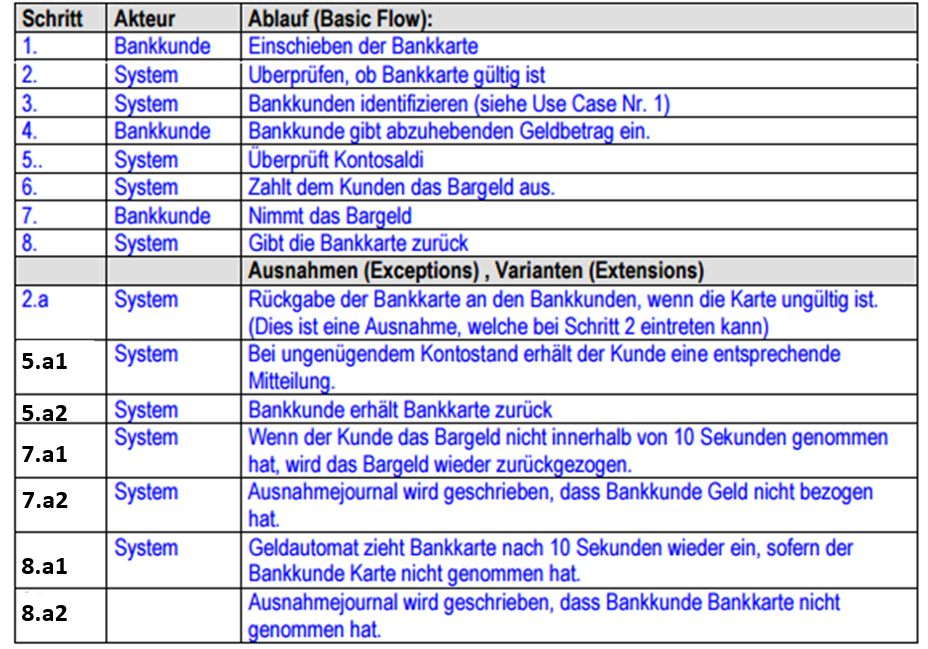 Schritt Akteur Ablauf (Basic Flow):
1. Bankkunde Einschieben der Bankkarte
2. System Überprüfen, ob Bankkarte gültig ist
3. System Bankkunden identifizieren (siehe Use Case Nr. 1)
4. Bankkunde Bankkunde gibt abzuhebenden Geldbetrag ein.
5.. System Überprüft Kontosaldi
6. System Zahlt dem Kunden das Bargeld aus.
7. Bankkunde Nimmt das Bargeld
8. System Gibt die Bankkarte zurück
Ausnahmen (Exceptions) , Varianten (Extensions)
2.a System Rückgabe der Bankkarte an den Bankkunden, wenn die Karte ungültig ist.
(Dies ist eine Ausnahme, welche bei Schritt 2 eintreten kann)
5.a1 System Bei ungenügendem Kontostand erhält der Kunde eine entsprechende
Mitteilung.
5.a2 System Bankkunde erhält Bankkarte zurück
7.a1 System Wenn der Kunde das Bargeld nicht innerhalb von 10 Sekunden genommen
hat, wird das Bargeld wieder zurückgezogen.
7.a2 System Ausnahmejournal wird geschrieben, dass Bankkunde Geld nicht bezogen
hat.
8.a1 System Geldautomat zieht Bankkarte nach 10 Sekunden wieder ein, sofern der
Bankkunde Karte nicht genommen hat.
8.a2 Ausnahmejournal wird geschrieben, dass Bankkunde Bankkarte nicht
genommen hat.